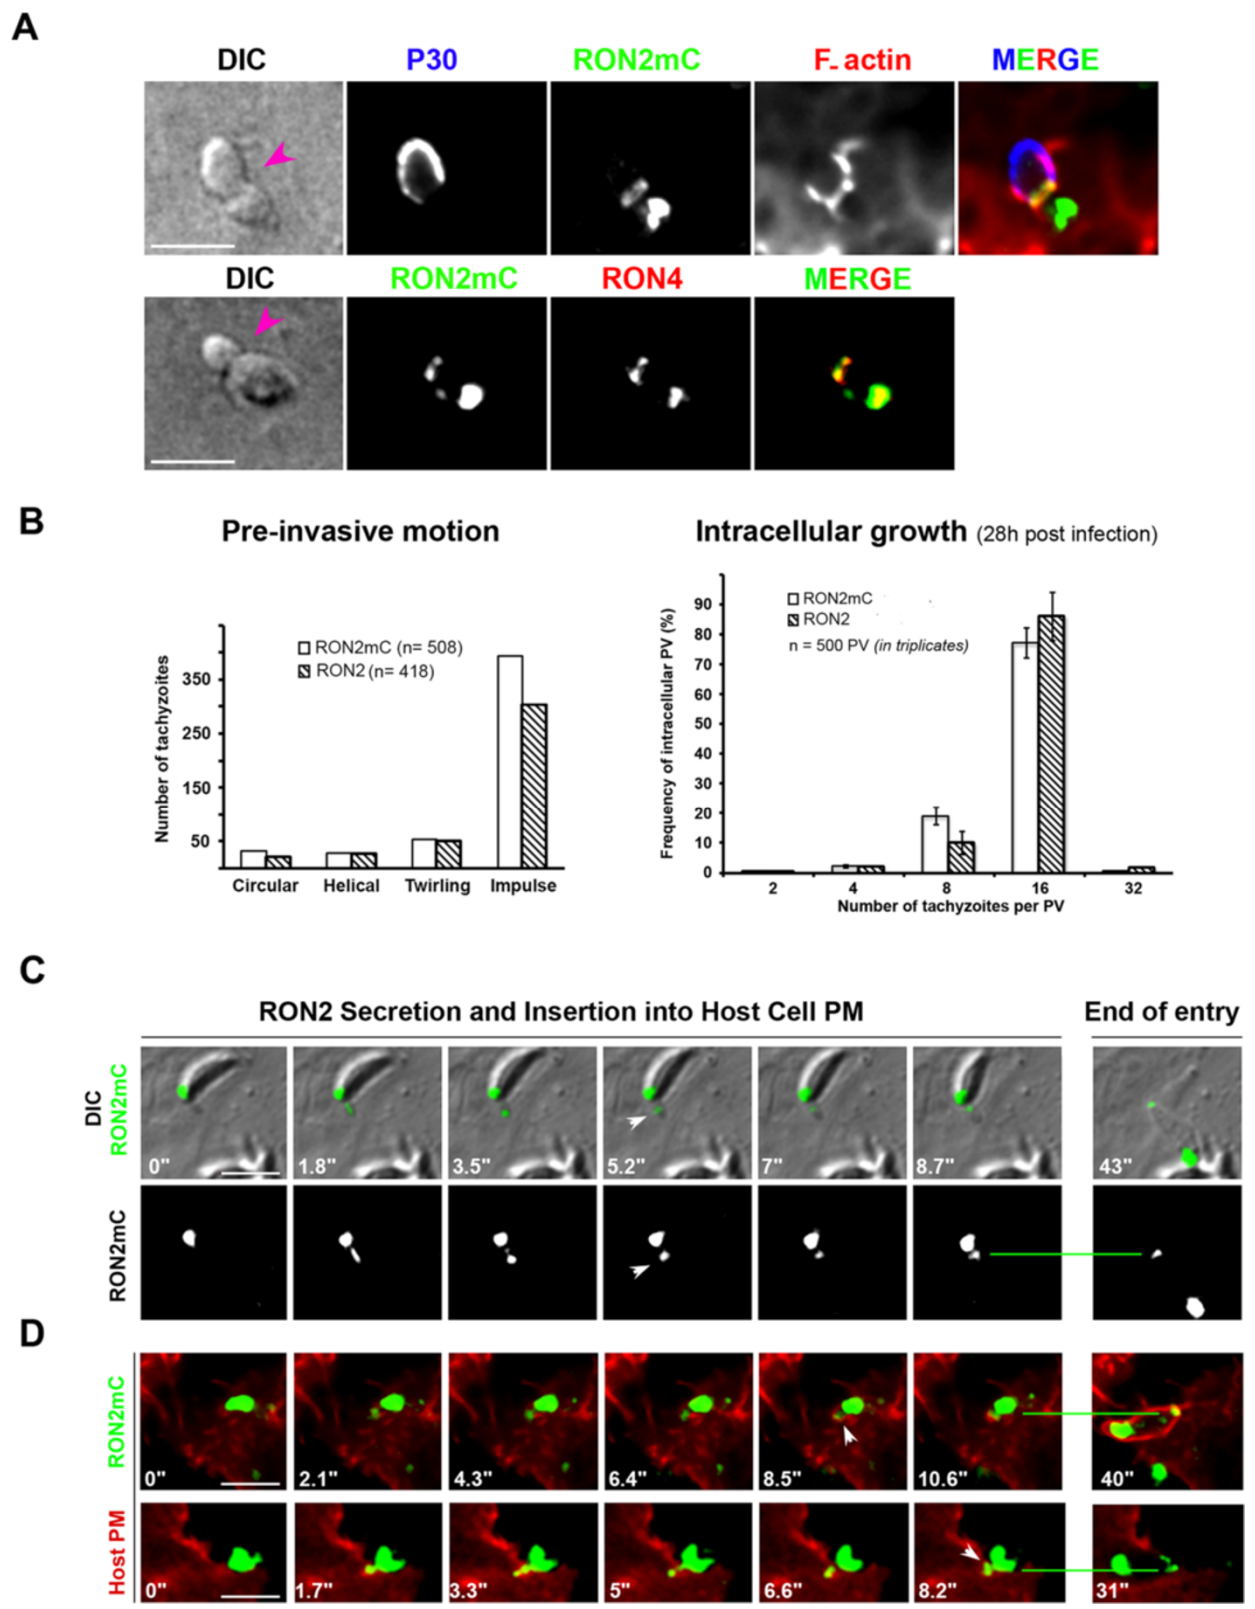 A
DIC P30 RON2mC F- actin MERGE
DIC RON2mC RON4 MERGE
B
Pre-invasive motion
Number of tachyzoites
350
250
150
50
RON2mC (n= 508)
RON2 (n= 418)
Circular Helical Twirling Impulse
Intracellular growth (28h post infection)
Frequency of intracellular PV (%)
90
80
70
60
50
40
30
20
10
0
RON2mC
RON2
n = 500 PV (in triplicates)
2 4 8 16 32
Number of tachyzoites per PV
C
RON2 Secretion and Insertion into Host Cell PM End of entry
DIC
RON2mC
0" 1.8" 3.5" 5.2" 7" 8.7" 43"
RON2mC
D
RON2mC
0" 2.1" 4.3" 6.4" 8.5" 10.6" 40"
Host PM
0" 1.7" 3.3" 5" 6.6" 8.2" 31"